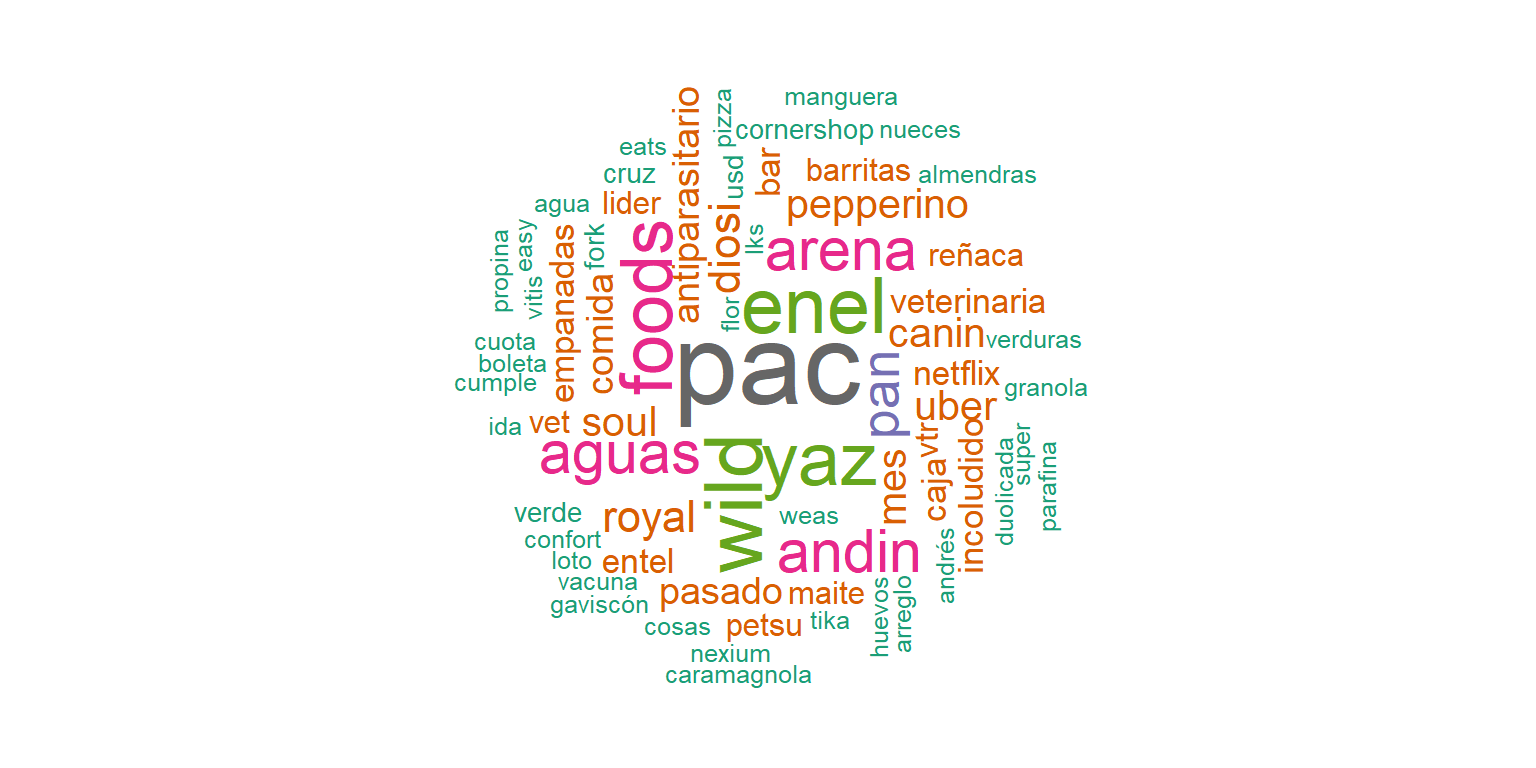 manguera
pizza
cornershop
nueces
antiparasitario
eats
usd
bar
barritas
almendras
cruz
agua
lider
diosi
pepperino
propina
easy
empanadas
fork
foods
lks
arena
reñaca
vitis
comida
flor
enel
veterinaria
canin
verduras
cuota
boleta
cumple
pac
pan
netflix
granola
uber
ida
vet
soul
aguas
wild
yaz
mes
vtr
caja
incoludido
duolicada
super
parafina
verde
royal
weas
confort
loto
entel
andin
andrés
vacuna
gaviscón
pasado
maite
huevos
arreglo
cosas
petsu
tika
nexium
caramagnola